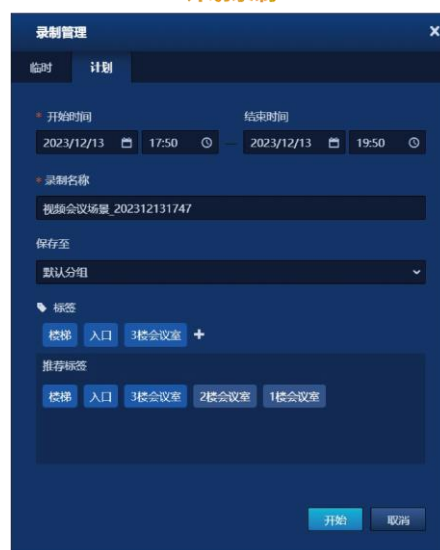 录制管理 ×
临时 计划
* 开始时间 结束时间
2023/12/13 17:50 — 2023/12/13 19:50
* 录制名称
视频会议场景_202312131747
保存至
默认分组
标签
楼梯 入口 3楼会议室 +
推荐标签
楼梯 入口 3楼会议室 2楼会议室 1楼会议室
开始 取消